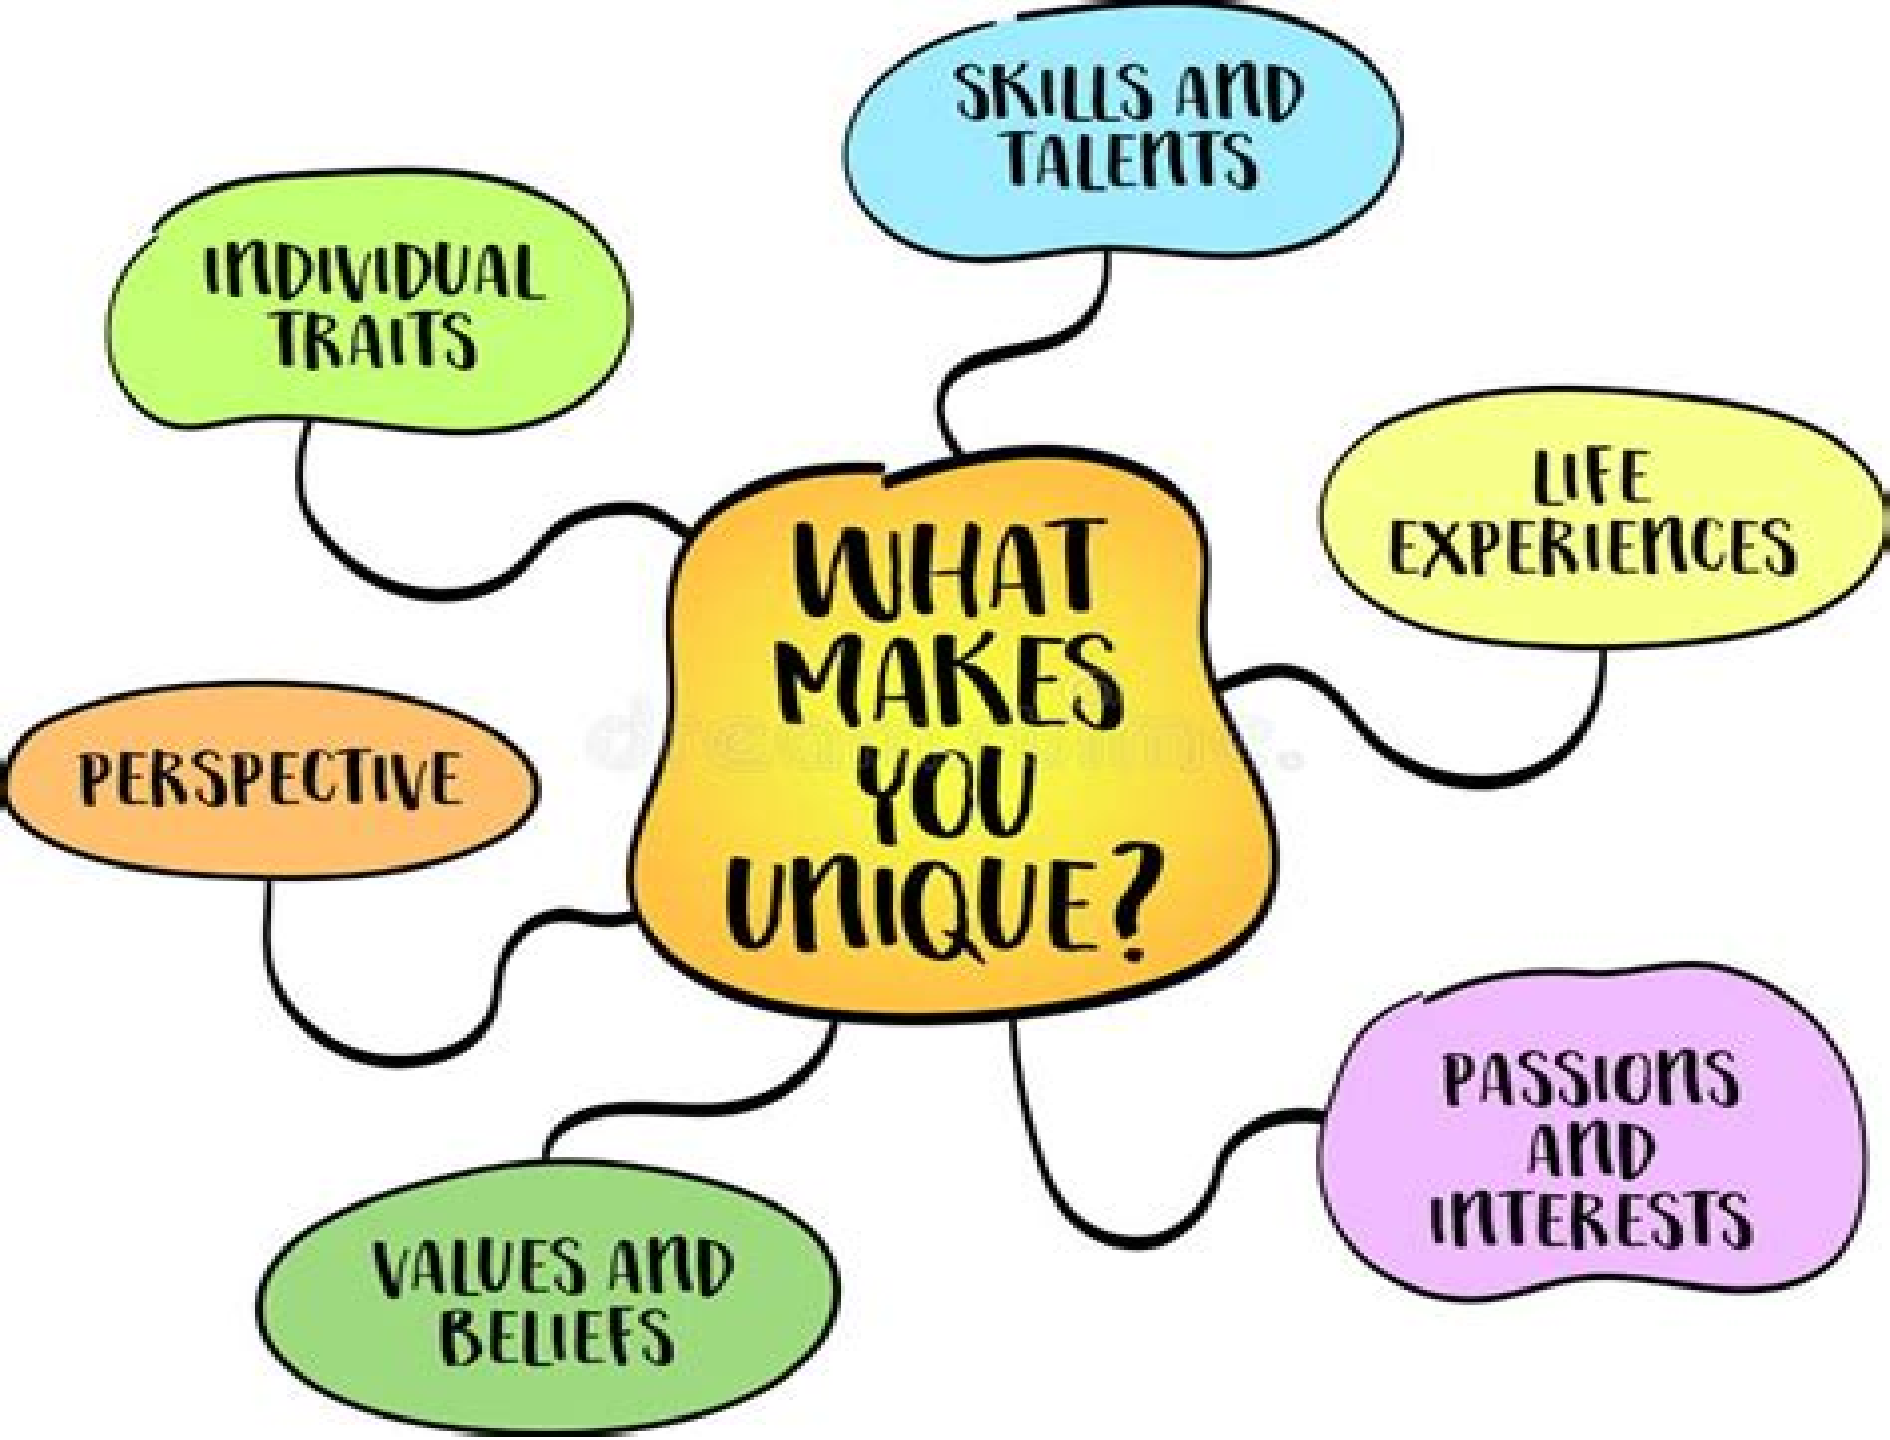 SKILLS AND
TALENTS
INDIVIDUAL
TRAITS
LIFE
EXPERIENCES
WHAT
MAKES
YOU
UNIQUE?
PERSPECTIVE
PASSIONS
AND
INTERESTS
VALUES AND
BELIEFS